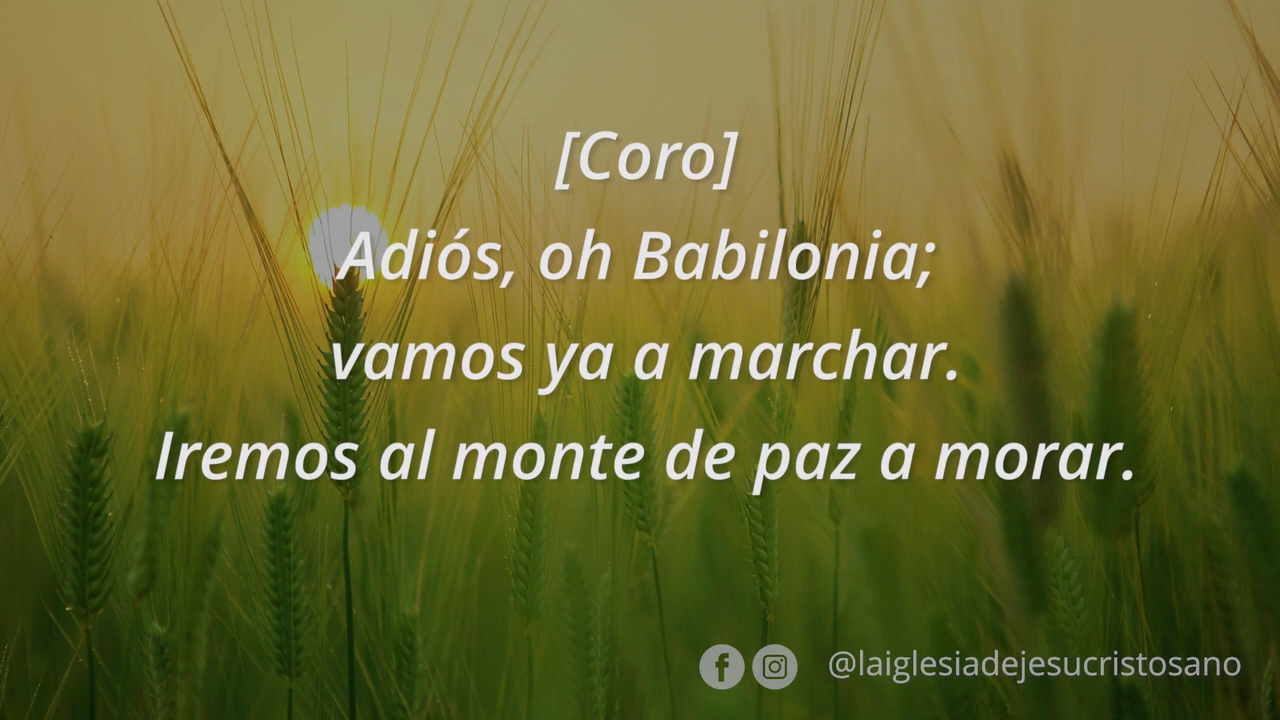 [Coro]
Adiós, oh Babilonia;
vamos ya a marchar.
Iremos al monte de paz a morar.
@laiglesiadejesucristosano